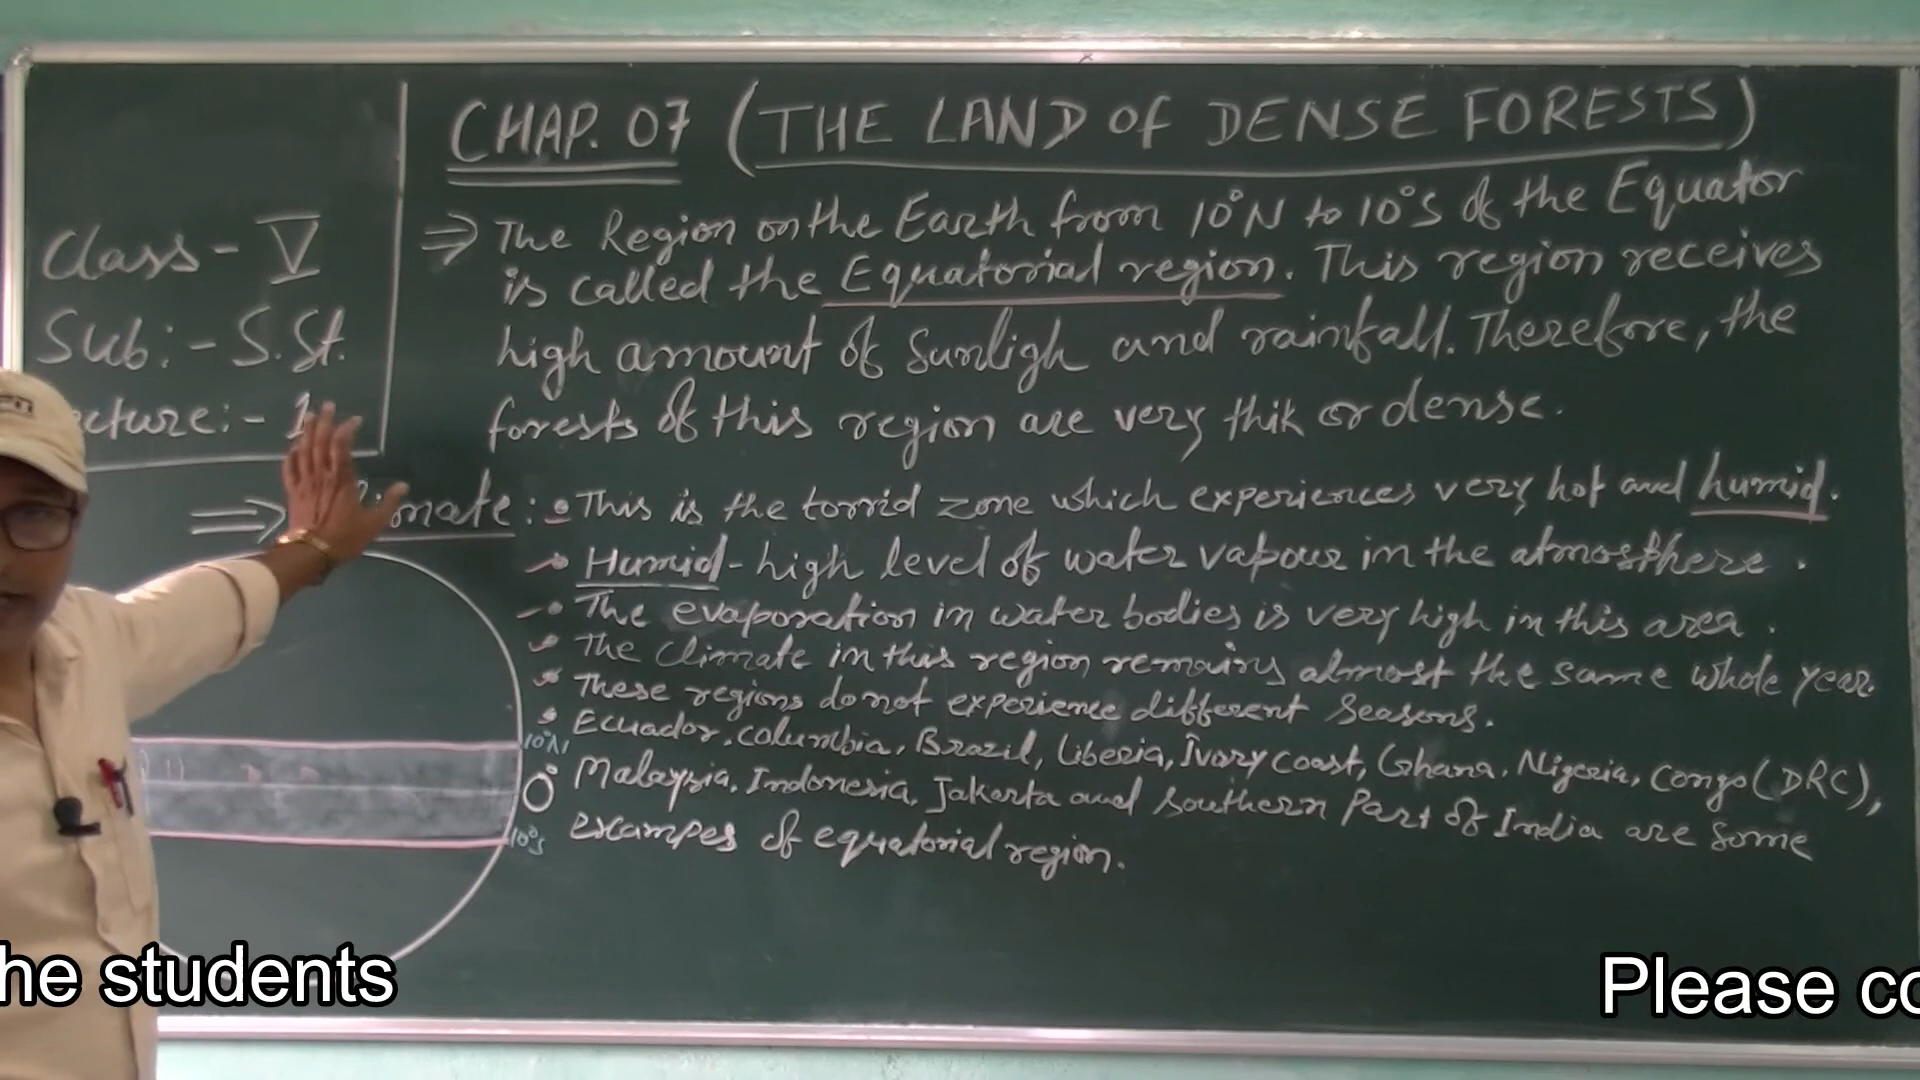 CHAP. 07 (THE LAND of DENSE FORESTS)
Class - V
Sub :- S.St.
cture :- 1
⇒ The Region on the Earth from 10°N to 10°S of the Equator
is called the Equatorial region. This region receives
high amount of Sunligh and rainfall. Therefore, the
forests of this region are very thik or dense.
⇒ imate : • This is the torrid zone which experiences very hot and humid.
• Humid - high level of water vapour in the atmosthere.
• The evaporation in water bodies is very high in this area.
• The Climate in this region remains almost the same whole year.
• These regions do not experience different Seasons.
• Ecuador, Columbia, Brazil, Liberia, Ivory coast, Ghana, Nigeria, Congo (DRC),
Malaysia, Indonesia, Jakarta and Southern Part of India are some
exampes of equatorial region.
10°N
0°
10°S
he students
Please co